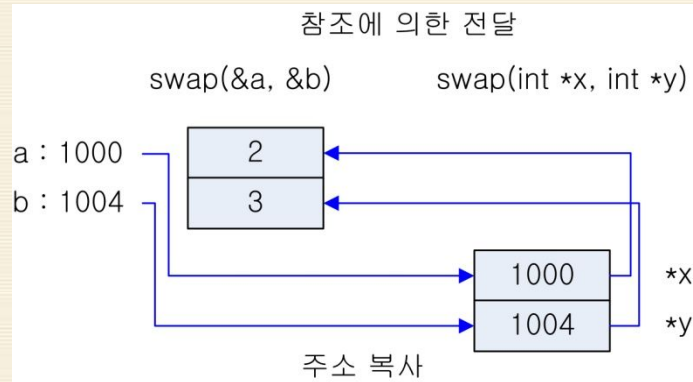 참조에 의한 전달
swap(&a, &b)
swap(int *x, int *y)
a : 1000
2
b : 1004
3
1000
*x
1004
*y
주소 복사